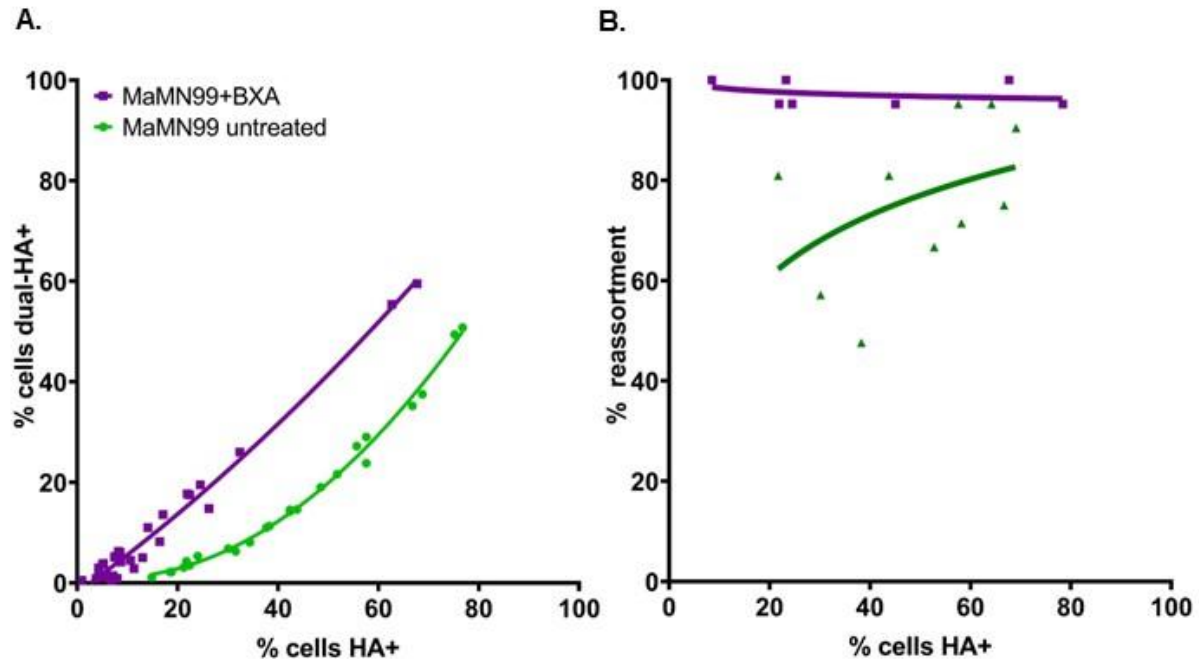 A.
100
80
60
40
20
0
% cells dual-HA+
MaMN99+BXA
MaMN99 untreated
0 20 40 60 80 100
% cells HA+
B.
100
80
60
40
20
0
% reassortment
0 20 40 60 80 100
% cells HA+